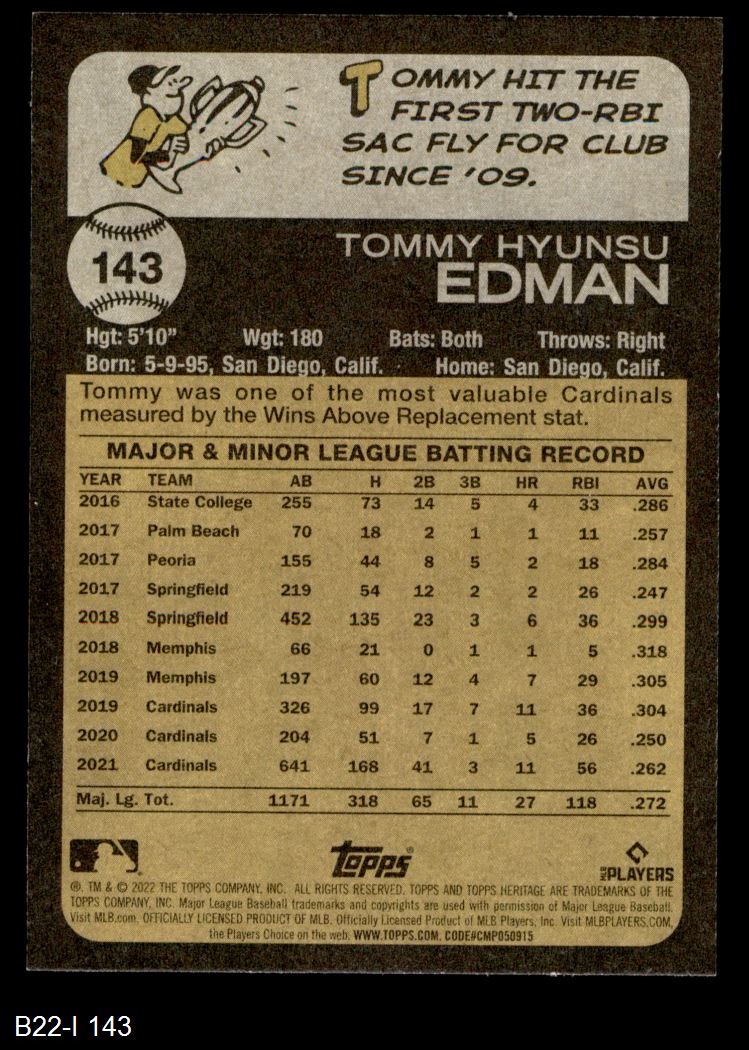 TOMMY HIT THE
FIRST TWO-RBI
SAC FLY FOR CLUB
SINCE '09.
143
TOMMY HYUNSU
EDMAN
Hgt: 5'10" Wgt: 180 Bats: Both Throws: Right
Born: 5-9-95, San Diego, Calif. Home: San Diego, Calif.
Tommy was one of the most valuable Cardinals
measured by the Wins Above Replacement stat.
MAJOR & MINOR LEAGUE BATTING RECORD
YEAR TEAM AB H 2B 3B HR RBI AVG
2016 State College 255 73 14 5 4 33 .286
2017 Palm Beach 70 18 2 1 1 11 .257
2017 Peoria 155 44 8 5 2 18 .284
2017 Springfield 219 54 12 2 2 26 .247
2018 Springfield 452 135 23 3 6 36 .299
2018 Memphis 66 21 0 1 1 5 .318
2019 Memphis 197 60 12 4 7 29 .305
2019 Cardinals 326 99 17 7 11 36 .304
2020 Cardinals 204 51 7 1 5 26 .250
2021 Cardinals 641 168 41 3 11 56 .262
Maj. Lg. Tot. 1171 318 65 11 27 118 .272
Topps
PLAYERS
®, TM & © 2022 THE TOPPS COMPANY, INC. ALL RIGHTS RESERVED. TOPPS AND TOPPS HERITAGE ARE TRADEMARKS OF THE
TOPPS COMPANY, INC. Major League Baseball trademarks and copyrights are used with permission of Major League Baseball.
Visit MLB.com. OFFICIALLY LICENSED PRODUCT OF MLB. Officially Licensed Product of MLB Players, Inc. Visit MLBPLAYERS.COM,
the Players Choice on the web. WWW.TOPPS.COM. CODE#CMP050915
B22-I 143